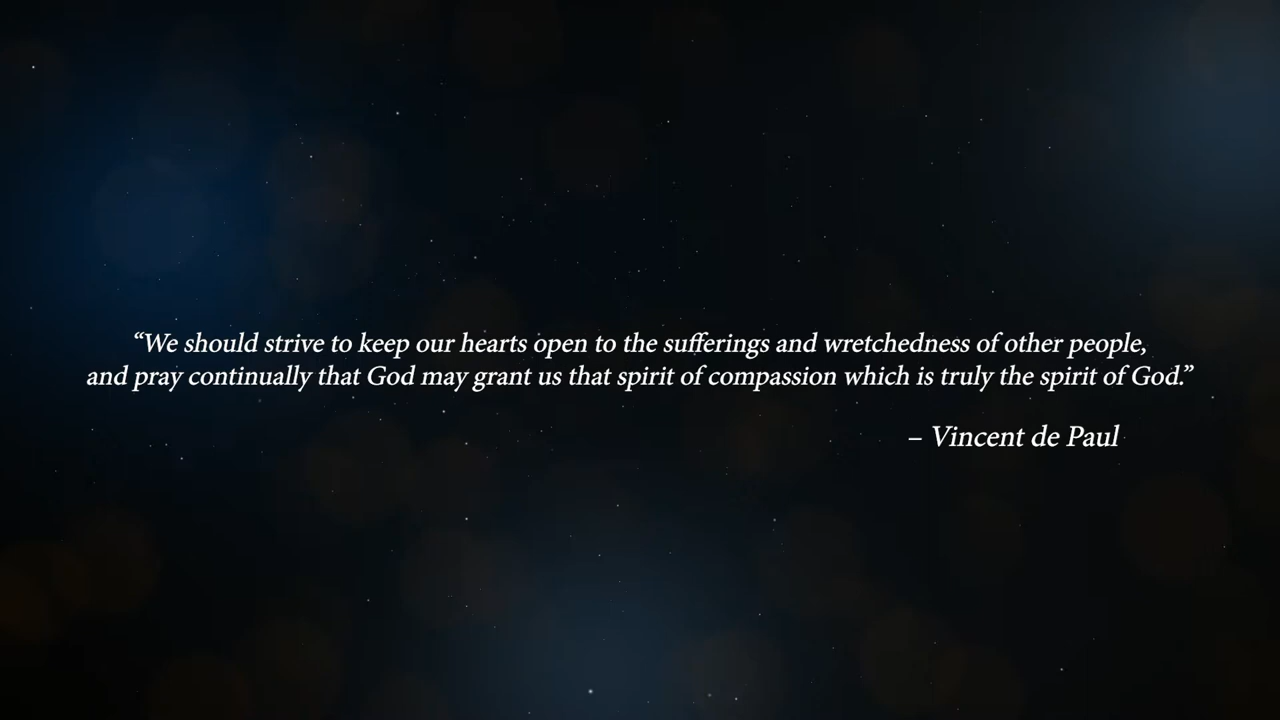 “We should strive to keep our hearts open to the sufferings and wretchedness of other people,
and pray continually that God may grant us that spirit of compassion which is truly the spirit of God.”
– Vincent de Paul